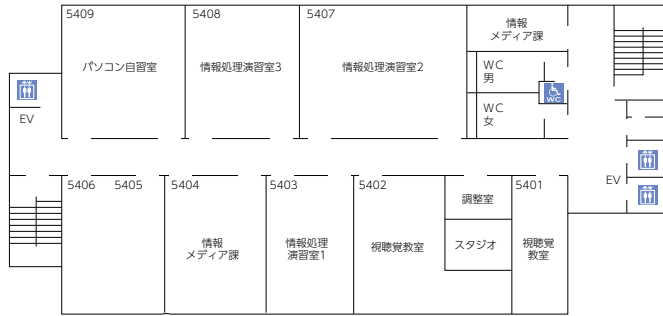 5409
5408
5407
情報
メディア課
パソコン自習室
情報処理演習室3
情報処理演習室2
WC
男
WC
WC
女
EV
5406
5405
5404
5403
5402
5401
EV
調整室
情報
メディア課
情報処理
演習室1
視聴覚教室
スタジオ
視聴覚
教室